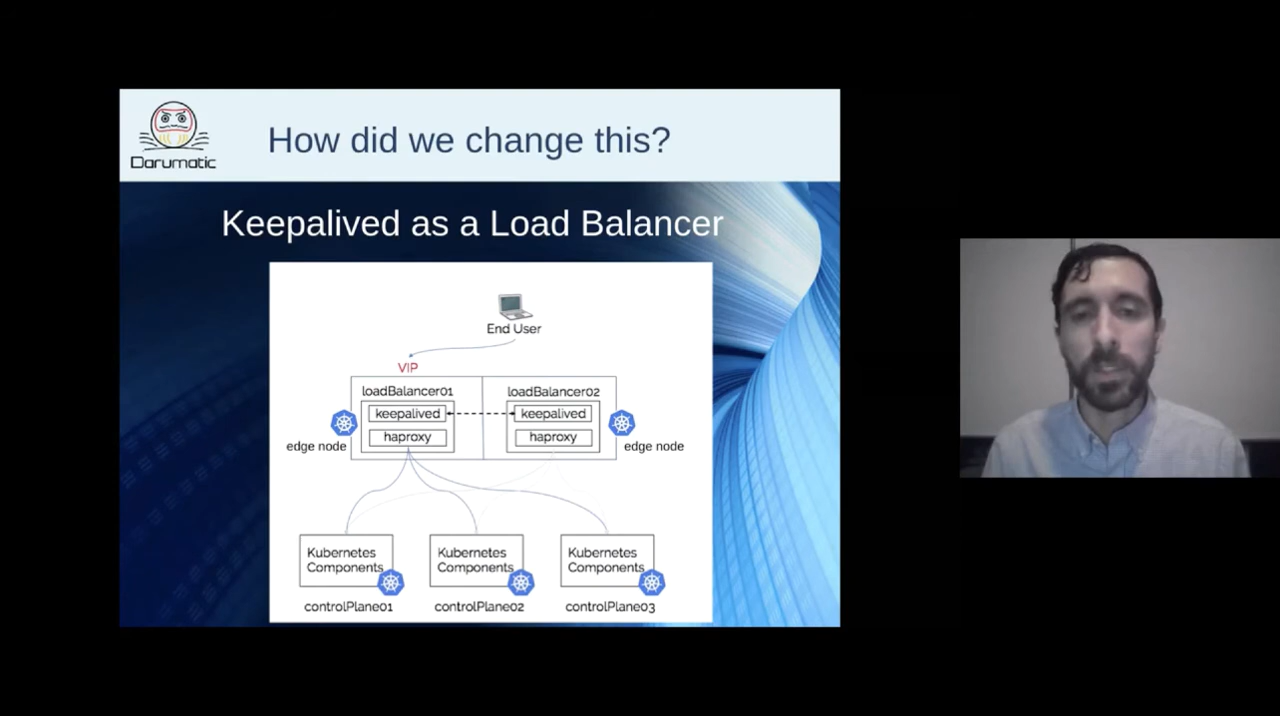 Darumatic
How did we change this?
Keepalived as a Load Balancer
End User
VIP
loadBalancer01
loadBalancer02
keepalived
keepalived
haproxy
haproxy
edge node
edge node
Kubernetes
Components
Kubernetes
Components
Kubernetes
Components
controlPlane01
controlPlane02
controlPlane03